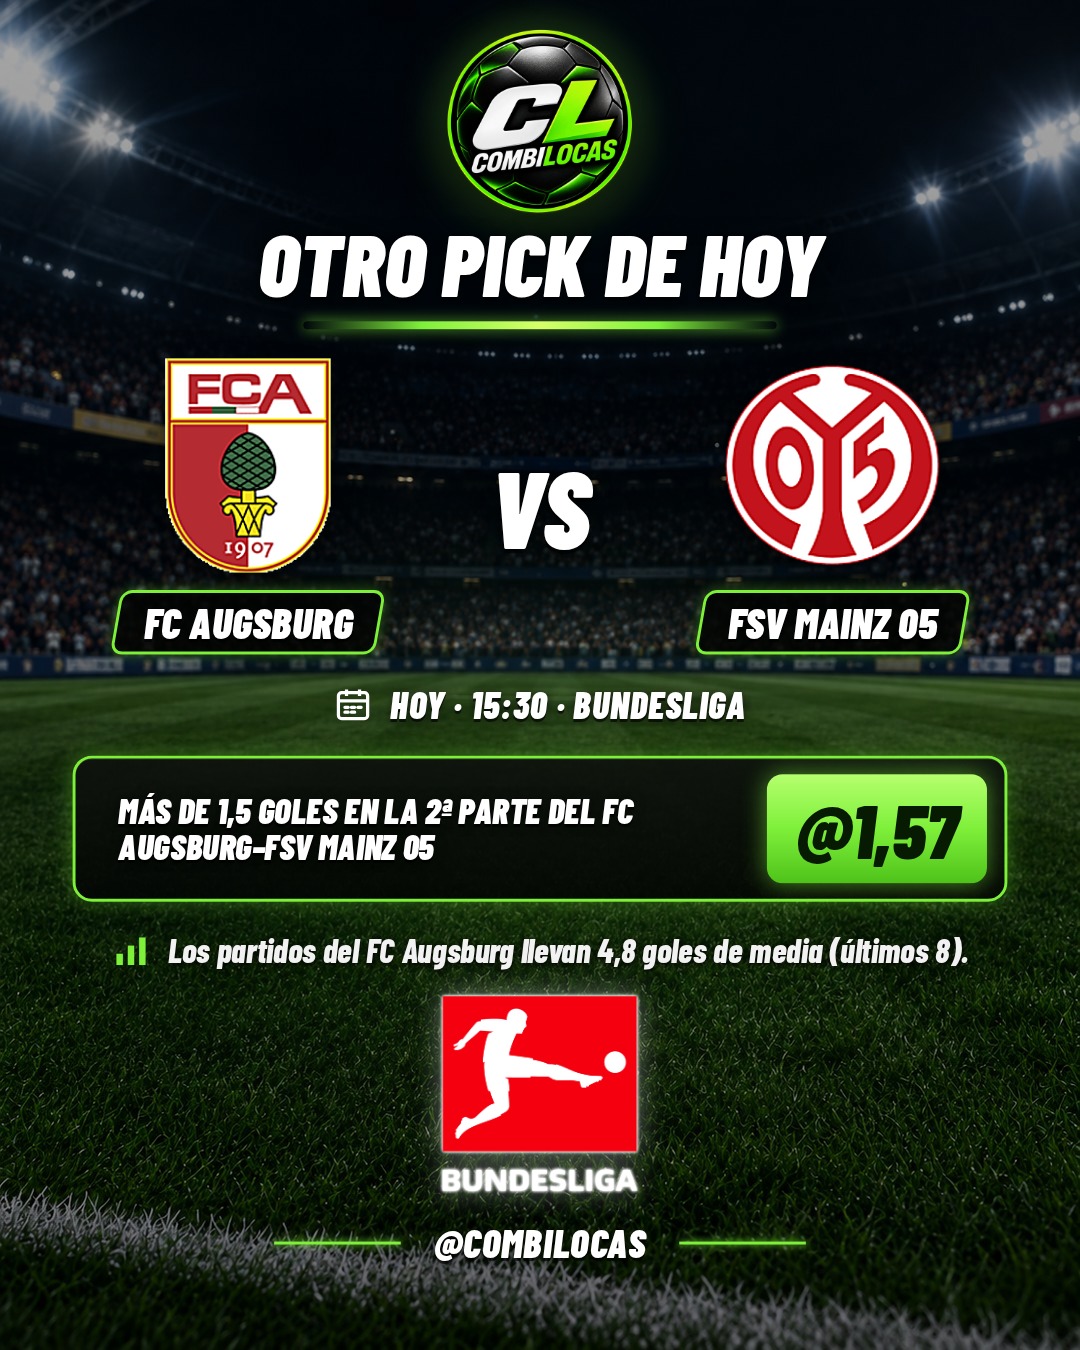 CL
COMBILOCAS
OTRO PICK DE HOY
FCA
1907
VS
05
FC AUGSBURG
FSV MAINZ 05
HOY · 15:30 · BUNDESLIGA
MÁS DE 1,5 GOLES EN LA 2ª PARTE DEL FC
AUGSBURG-FSV MAINZ 05
@1,57
Los partidos del FC Augsburg llevan 4,8 goles de media (últimos 8).
BUNDESLIGA
@COMBILOCAS